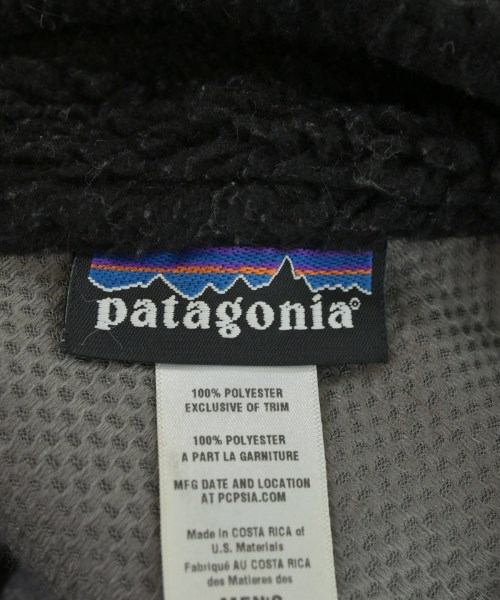 patagonia®
100% POLYESTER
EXCLUSIVE OF TRIM
100% POLYESTER
A PART LA GARNITURE
MFG DATE AND LOCATION
AT PCPSIA.COM
Made in COSTA RICA of
U.S. Materials
Fabriqué AU COSTA RICA
des Matieres des
MEN'S